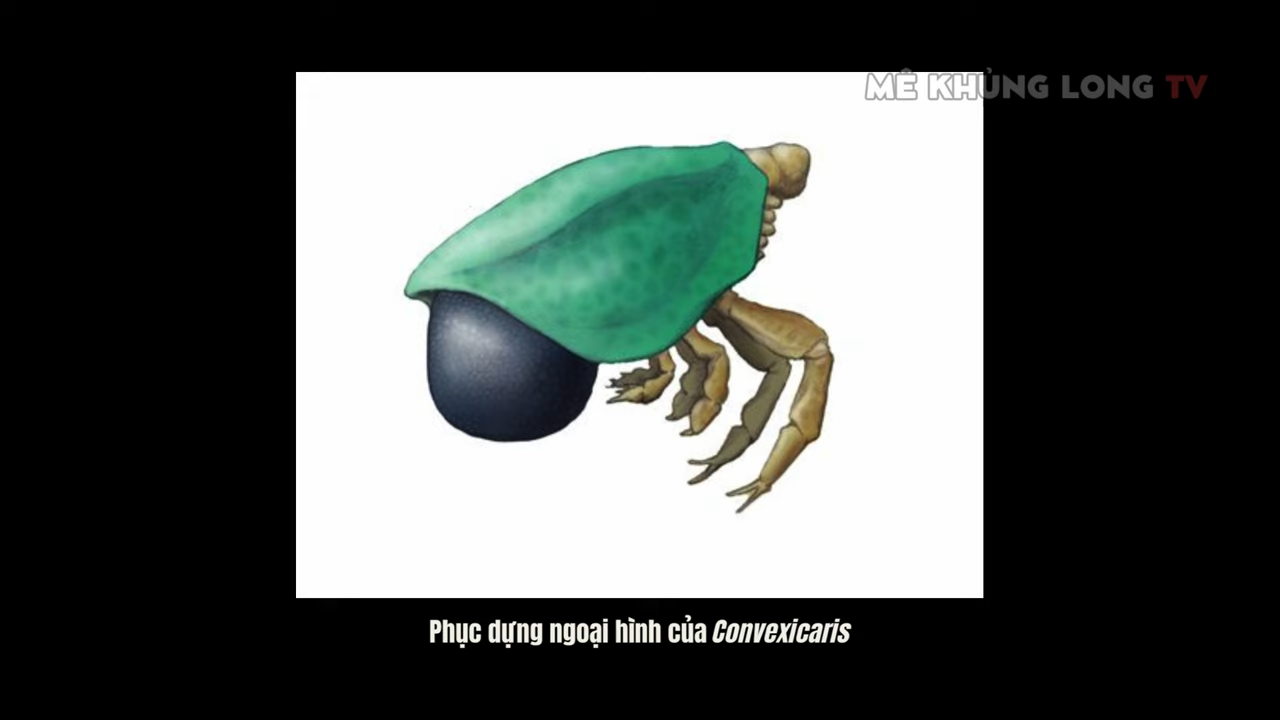 MÊ KHỦNG LONG TV
Phục dựng ngoại hình của Convexicaris